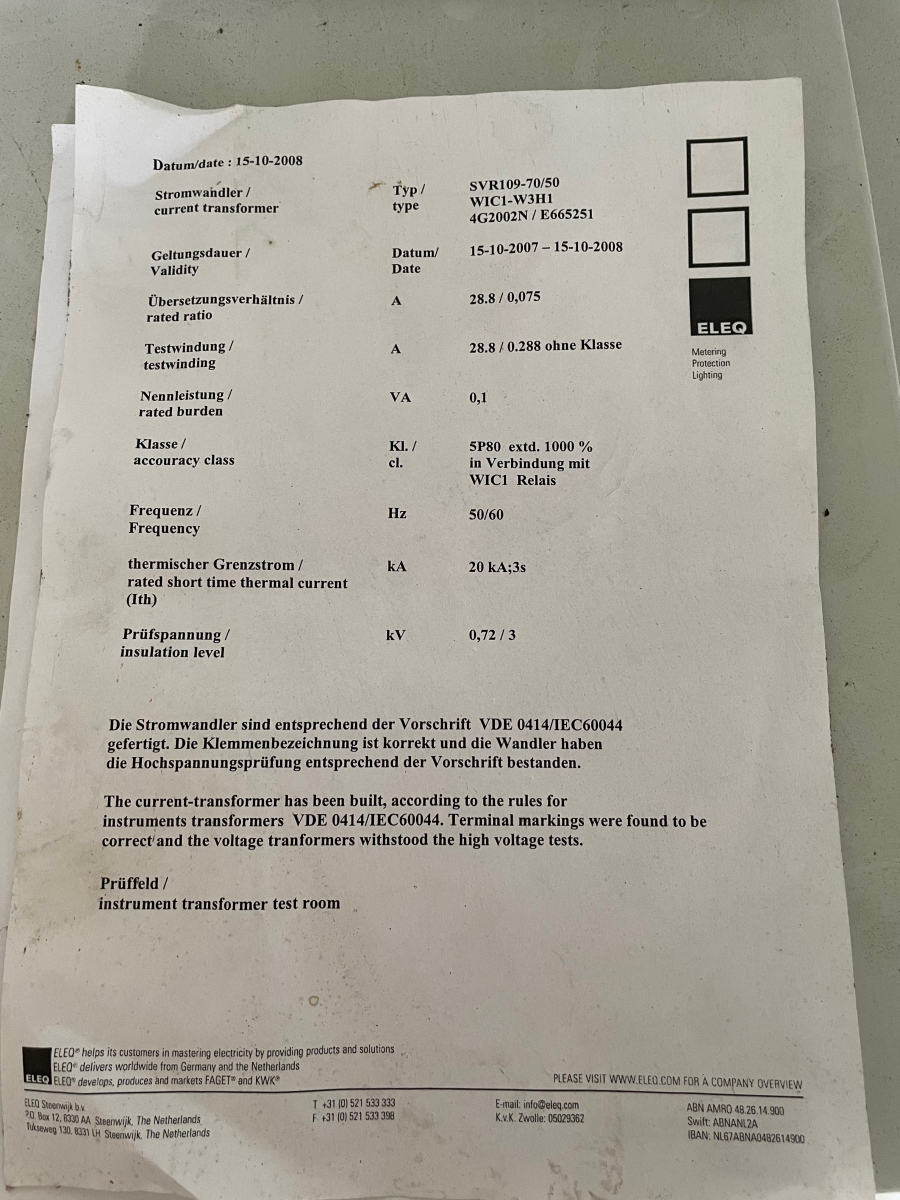 Datum/date : 15-10-2008
Stromwandler /
current transformer
Typ /
type
SVR109-70/50
WIC1-W3H1
4G2002N / E665251
Geltungsdauer /
Validity
Datum/
Date
15-10-2007 – 15-10-2008
Übersetzungsverhältnis /
rated ratio
A
28.8 / 0,075
ELEQ
Metering
Protection
Lighting
Testwindung /
testwinding
A
28.8 / 0.288 ohne Klasse
Nennleistung /
rated burden
VA
0,1
Klasse /
accouracy class
Kl. /
cl.
5P80 extd. 1000 %
in Verbindung mit
WIC1 Relais
Frequenz /
Frequency
Hz
50/60
thermischer Grenzstrom /
rated short time thermal current
(Ith)
kA
20 kA;3s
Prüfspannung /
insulation level
kV
0,72 / 3
Die Stromwandler sind entsprechend der Vorschrift VDE 0414/IEC60044
gefertigt. Die Klemmenbezeichnung ist korrekt und die Wandler haben
die Hochspannungsprüfung entsprechend der Vorschrift bestanden.
The current-transformer has been built, according to the rules for
instruments transformers VDE 0414/IEC60044. Terminal markings were found to be
correct and the voltage tranformers withstood the high voltage tests.
Prüffeld /
instrument transformer test room
ELEQ
ELEQ® helps its customers in mastering electricity by providing products and solutions
ELEQ® delivers worldwide from Germany and the Netherlands
ELEQ® develops, produces and markets FAGET® and KWK®
PLEASE VISIT WWW.ELEQ.COM FOR A COMPANY OVERVIEW
ELEQ Steenwijk b.v.
P.O. Box 12, 8330 AA Steenwijk, The Netherlands
Tukseweg 130, 8331 LH Steenwijk, The Netherlands
T +31 (0) 521 533 333
F +31 (0) 521 533 398
E-mail: info@eleq.com
K.v.K. Zwolle: 05029362
ABN AMRO 48.26.14.900
Swift: ABNANL2A
IBAN: NL67ABNA0482614900